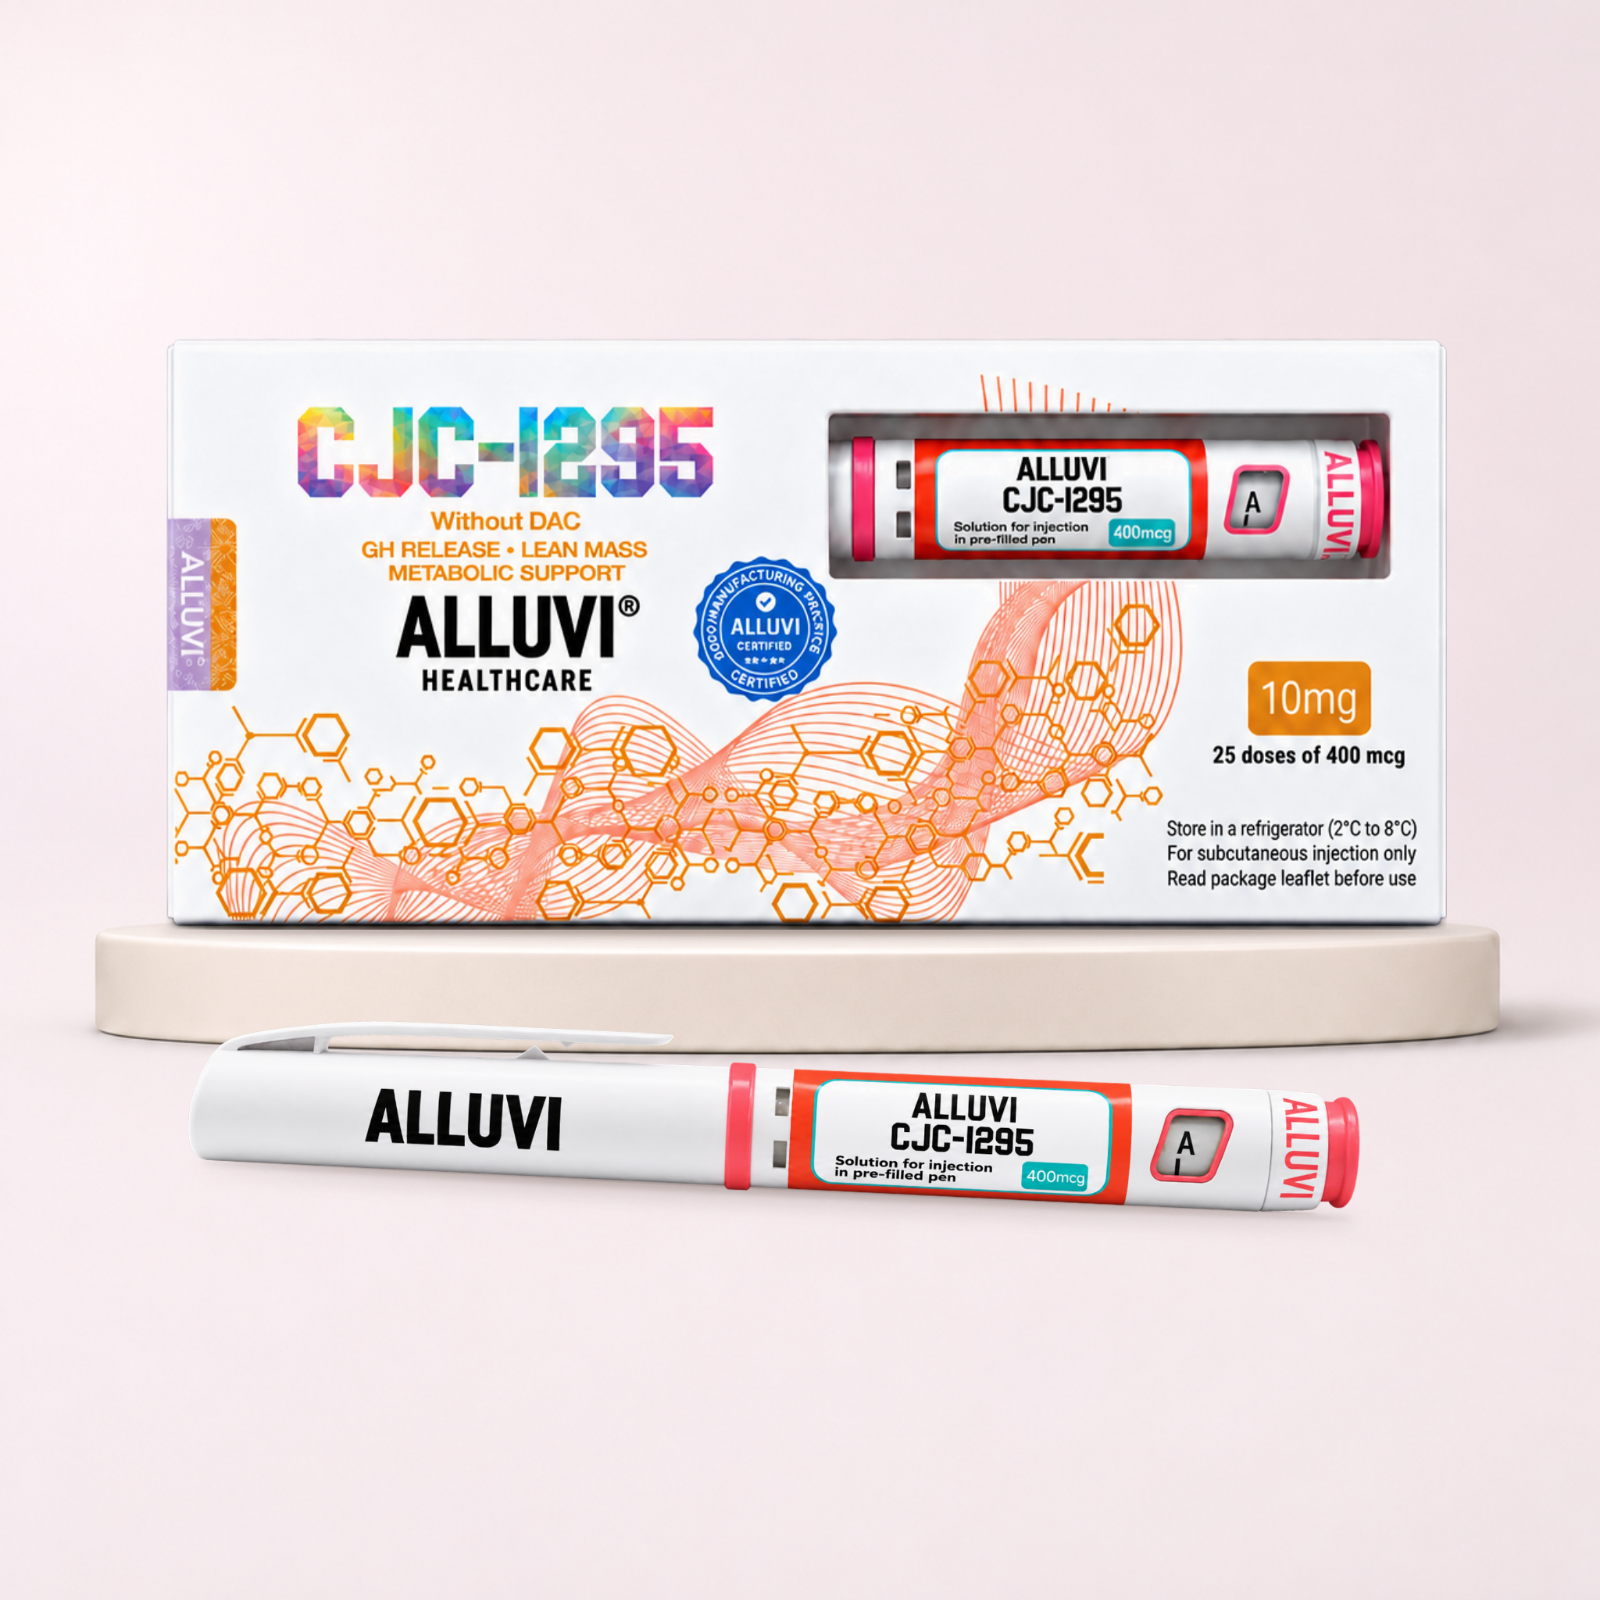 CJC-1295
Without DAC
GH RELEASE • LEAN MASS
METABOLIC SUPPORT
ALLUVI®
HEALTHCARE
ALLUVI®
GOOD MANUFACTURING PRACTICE
ALLUVI
CERTIFIED
CERTIFIED
ALLUVI
CJC-1295
Solution for injection
in pre-filled pen
400mcg
A
ALLUVI
10mg
25 doses of 400 mcg
Store in a refrigerator (2°C to 8°C)
For subcutaneous injection only
Read package leaflet before use
ALLUVI
ALLUVI
CJC-1295
Solution for injection
in pre-filled pen
400mcg
A
ALLUVI